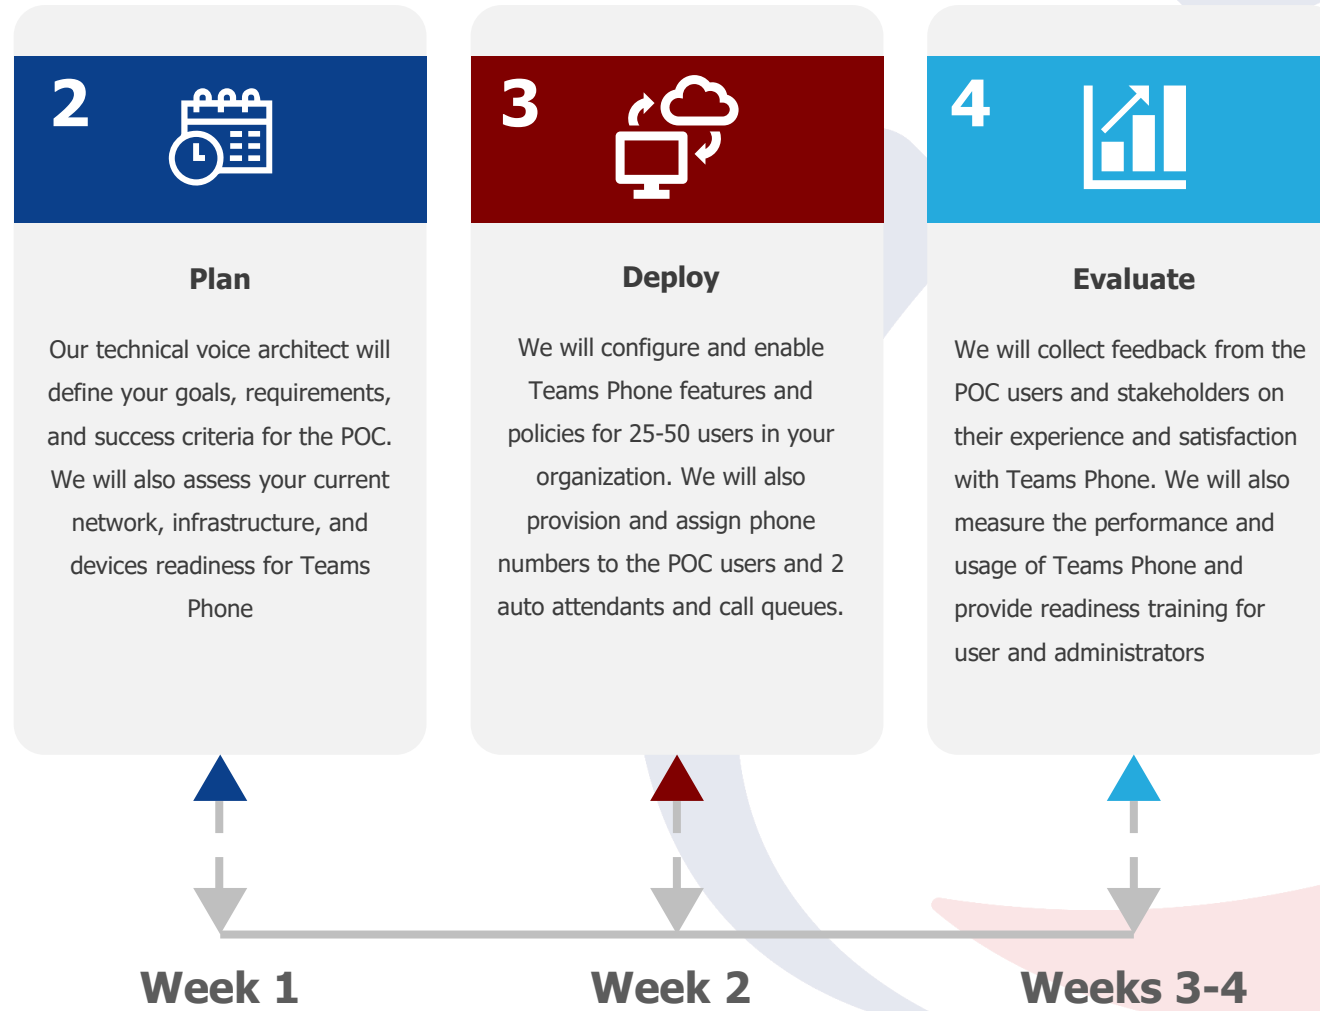 2
Plan
Our technical voice architect will
define your goals, requirements,
and success criteria for the POC.
We will also assess your current
network, infrastructure, and
devices readiness for Teams
Phone
Week 1
3
Deploy
We will configure and enable
Teams Phone features and
policies for 25-50 users in your
organization. We will also
provision and assign phone
numbers to the POC users and 2
auto attendants and call queues.
Week 2
4
Evaluate
We will collect feedback from the
POC users and stakeholders on
their experience and satisfaction
with Teams Phone. We will also
measure the performance and
usage of Teams Phone and
provide readiness training for
user and administrators
Weeks 3-4